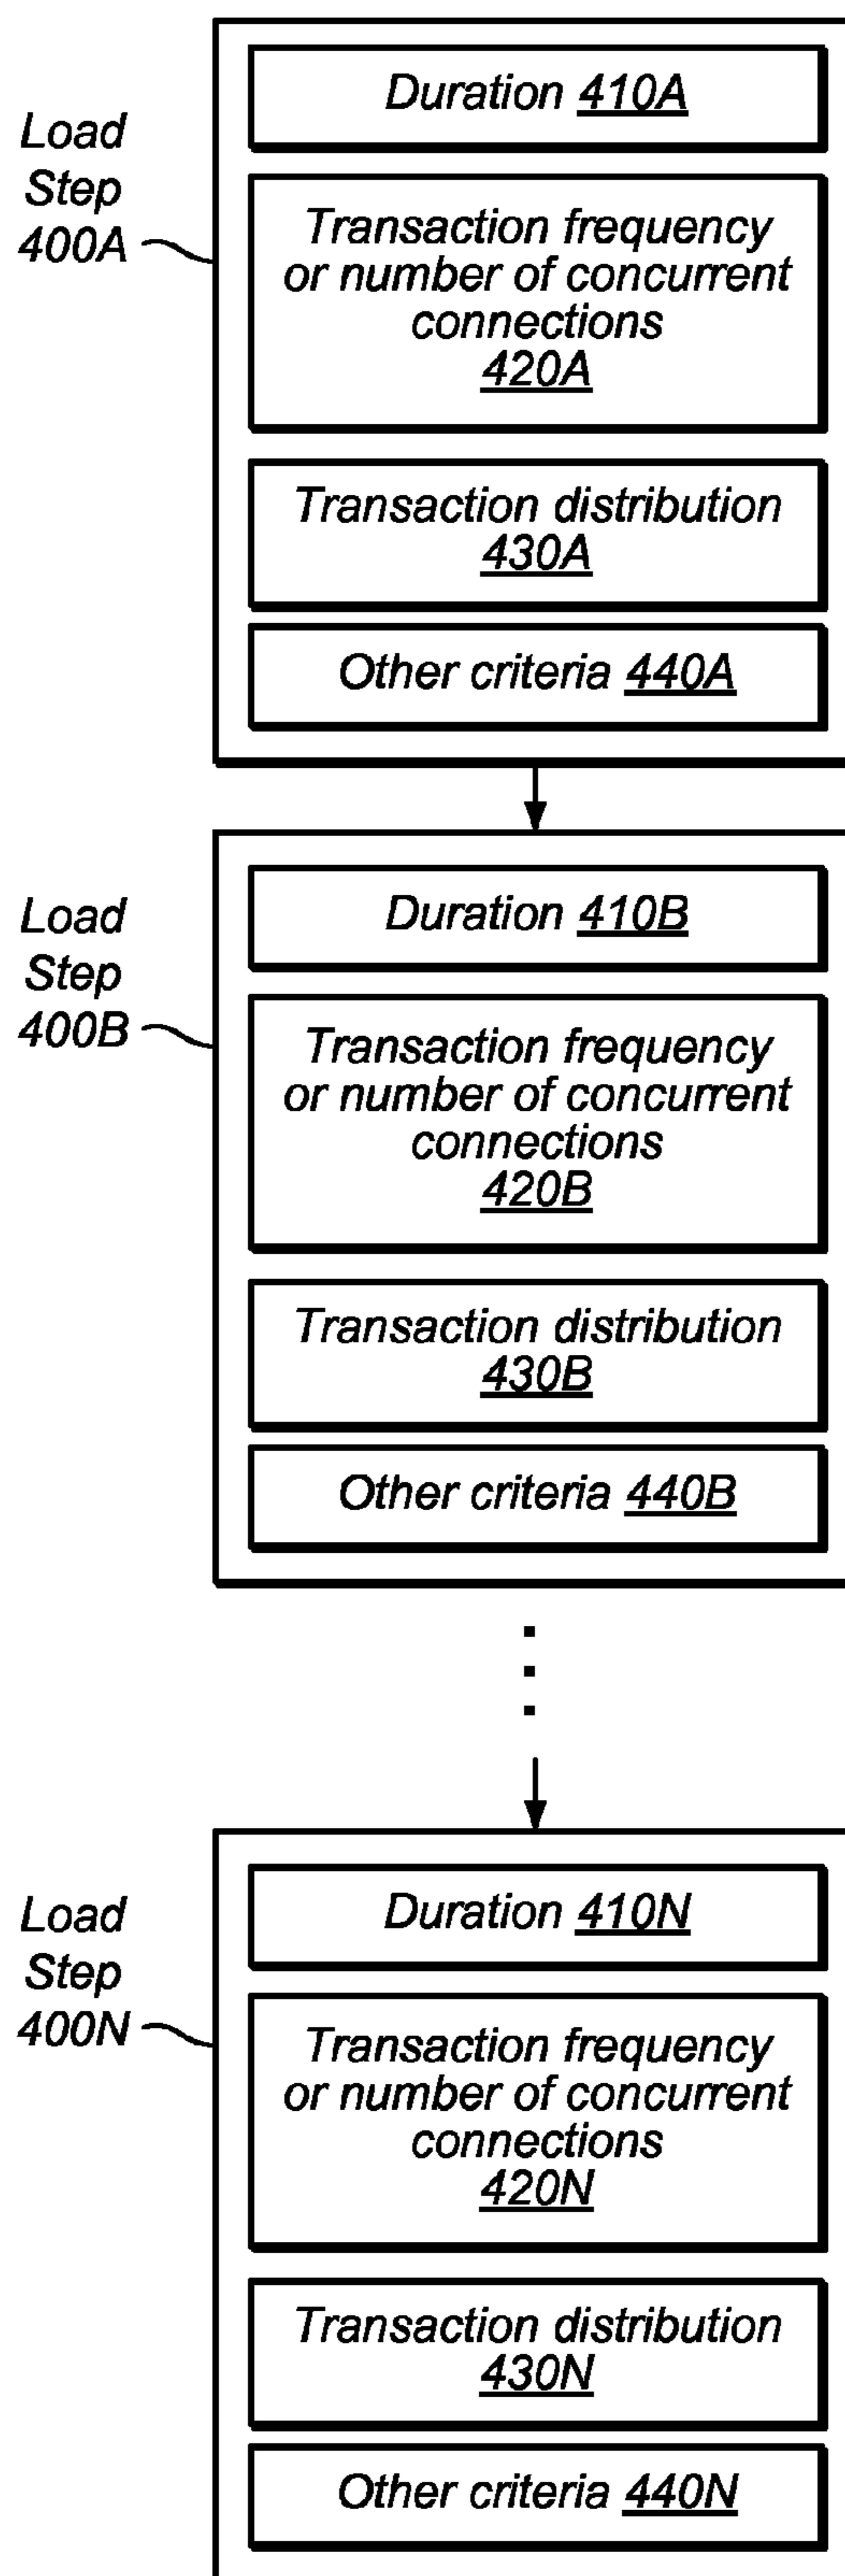 Load
Step
400A
Duration 410A
Transaction frequency
or number of concurrent
connections
420A
Transaction distribution
430A
Other criteria 440A
Load
Step
400B
Duration 410B
Transaction frequency
or number of concurrent
connections
420B
Transaction distribution
430B
Other criteria 440B
Load
Step
400N
Duration 410N
Transaction frequency
or number of concurrent
connections
420N
Transaction distribution
430N
Other criteria 440N